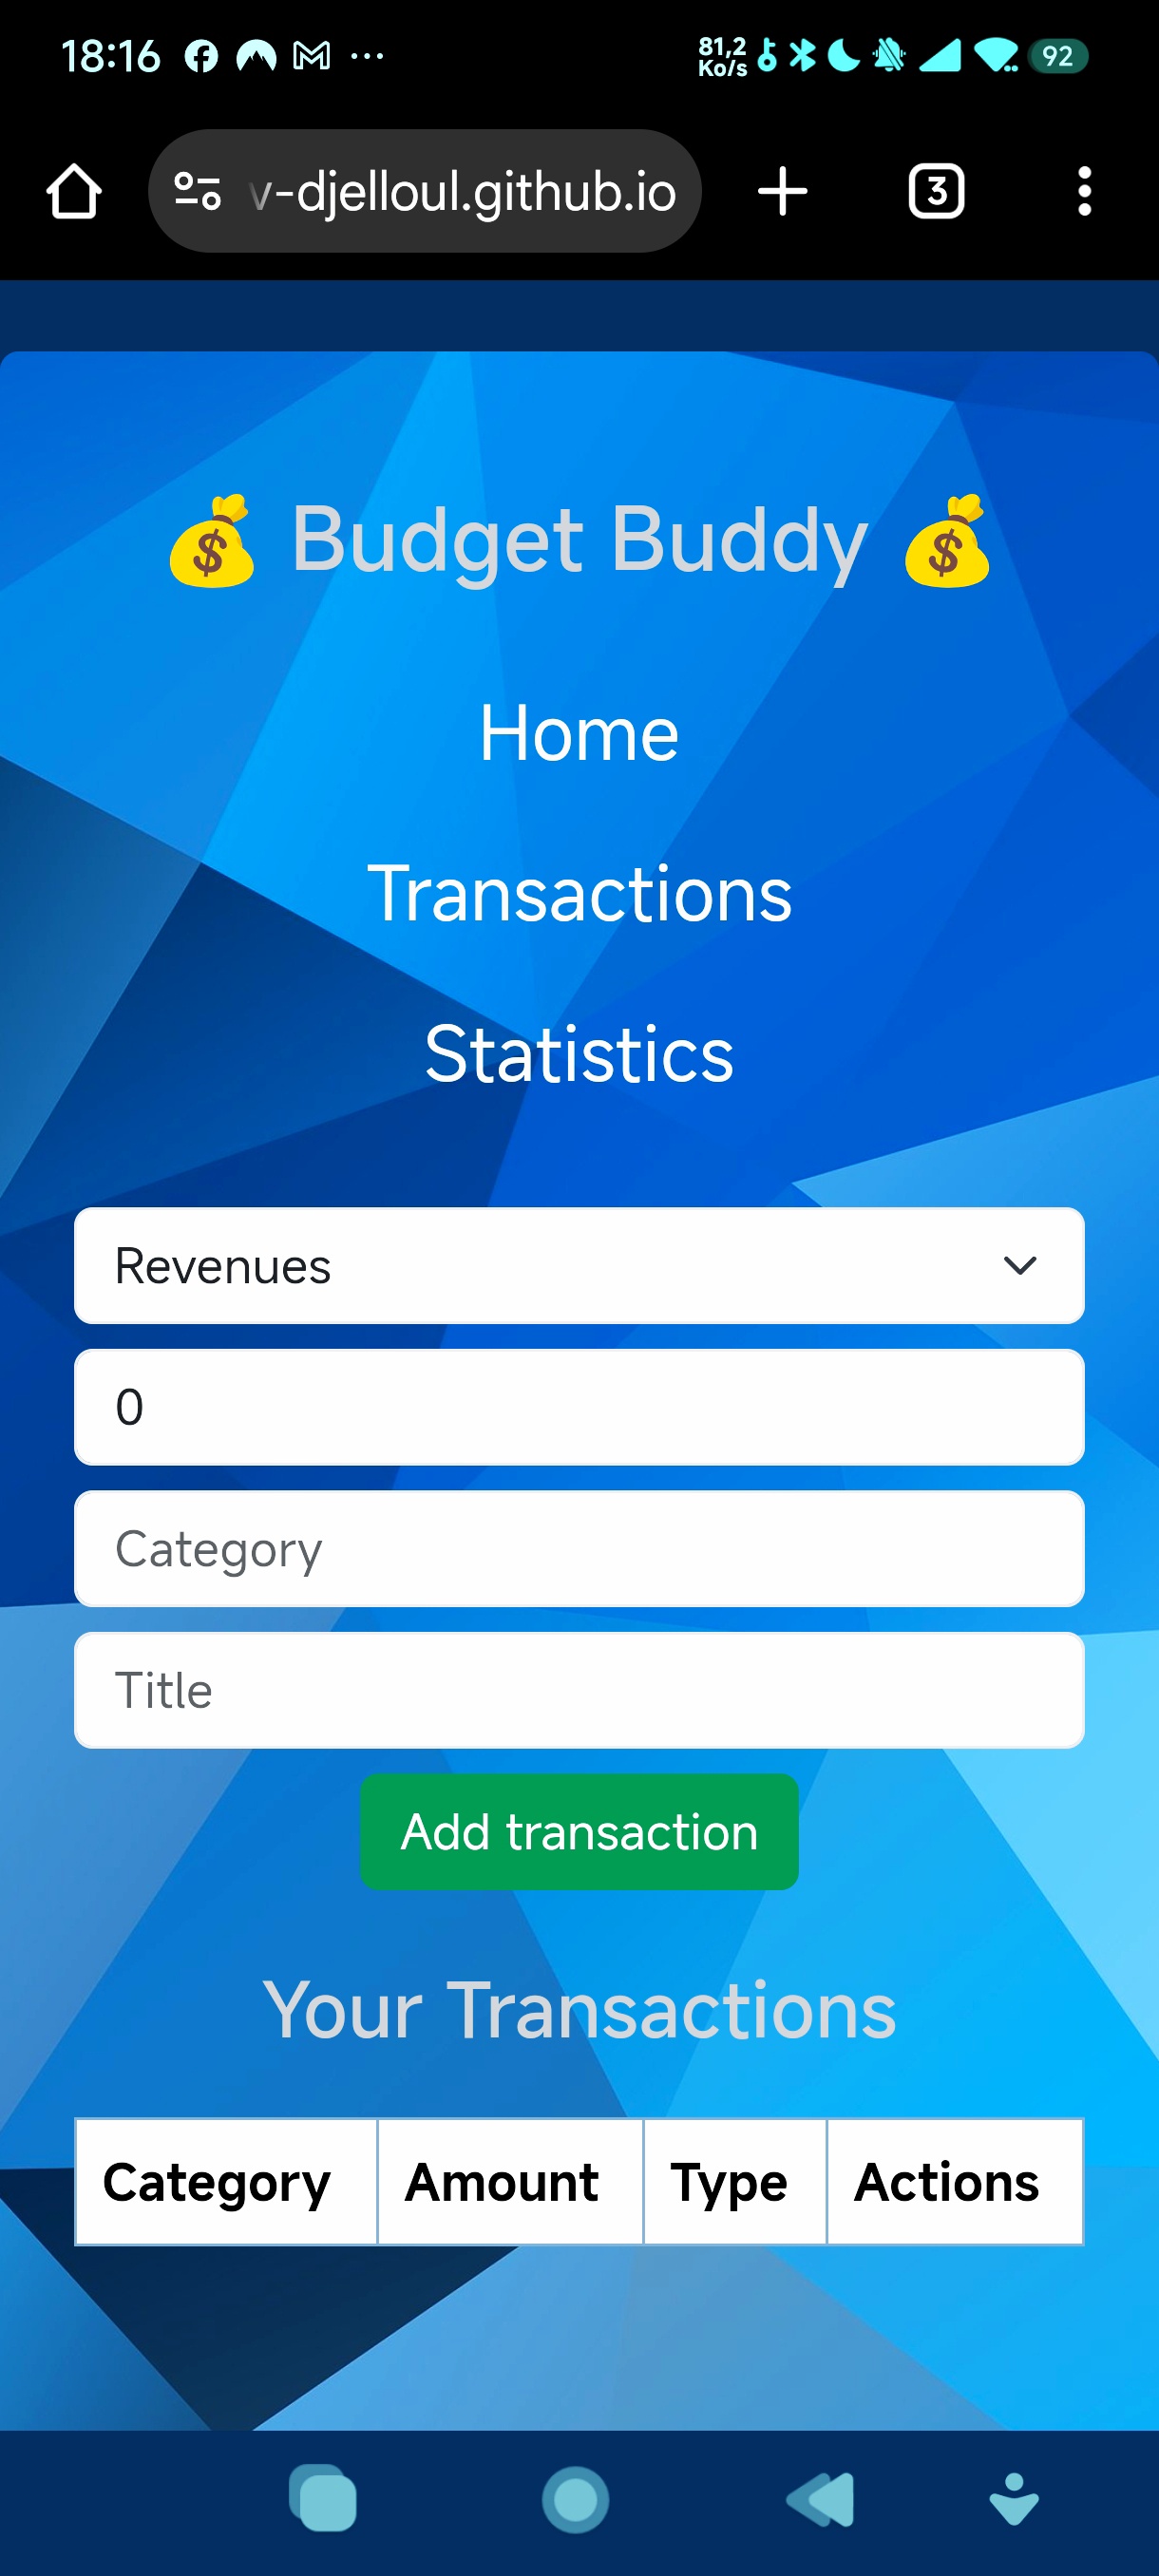 18:16 81,2 Ko/s 92
v-djelloul.github.io 3
Budget Buddy
Home
Transactions
Statistics
Revenues
0
Category
Title
Add transaction
Your Transactions
Category Amount Type Actions